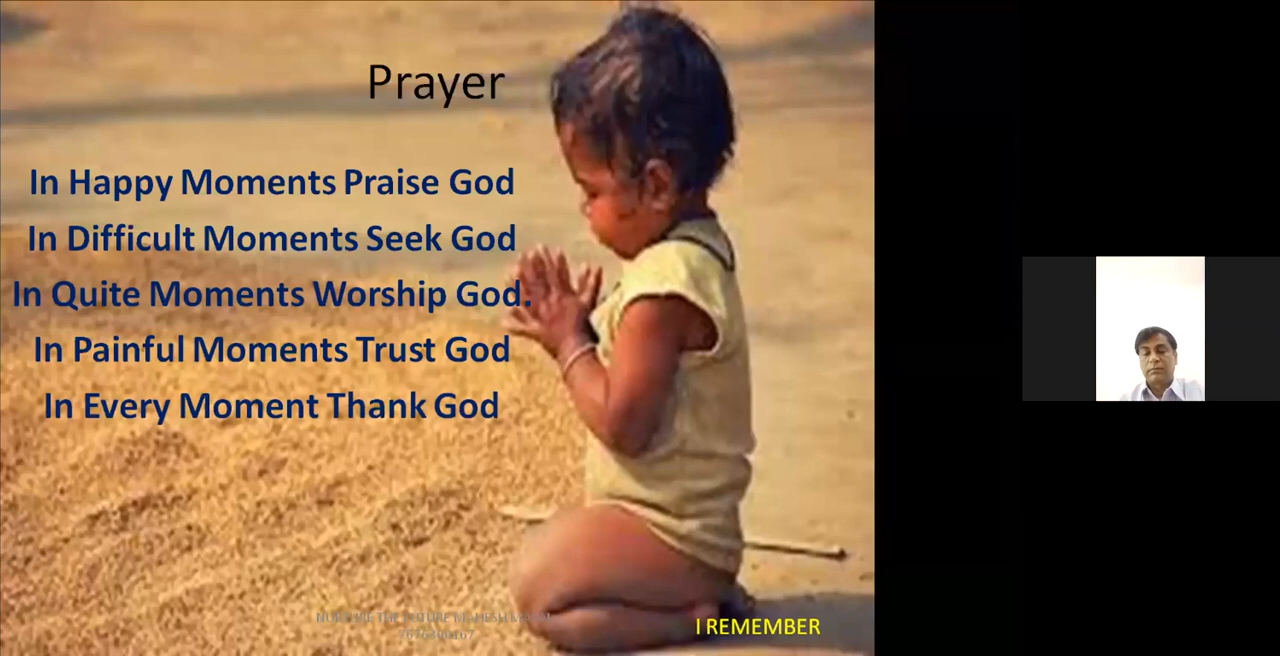 Prayer
In Happy Moments Praise God
In Difficult Moments Seek God
In Quite Moments Worship God.
In Painful Moments Trust God
In Every Moment Thank God
I REMEMBER